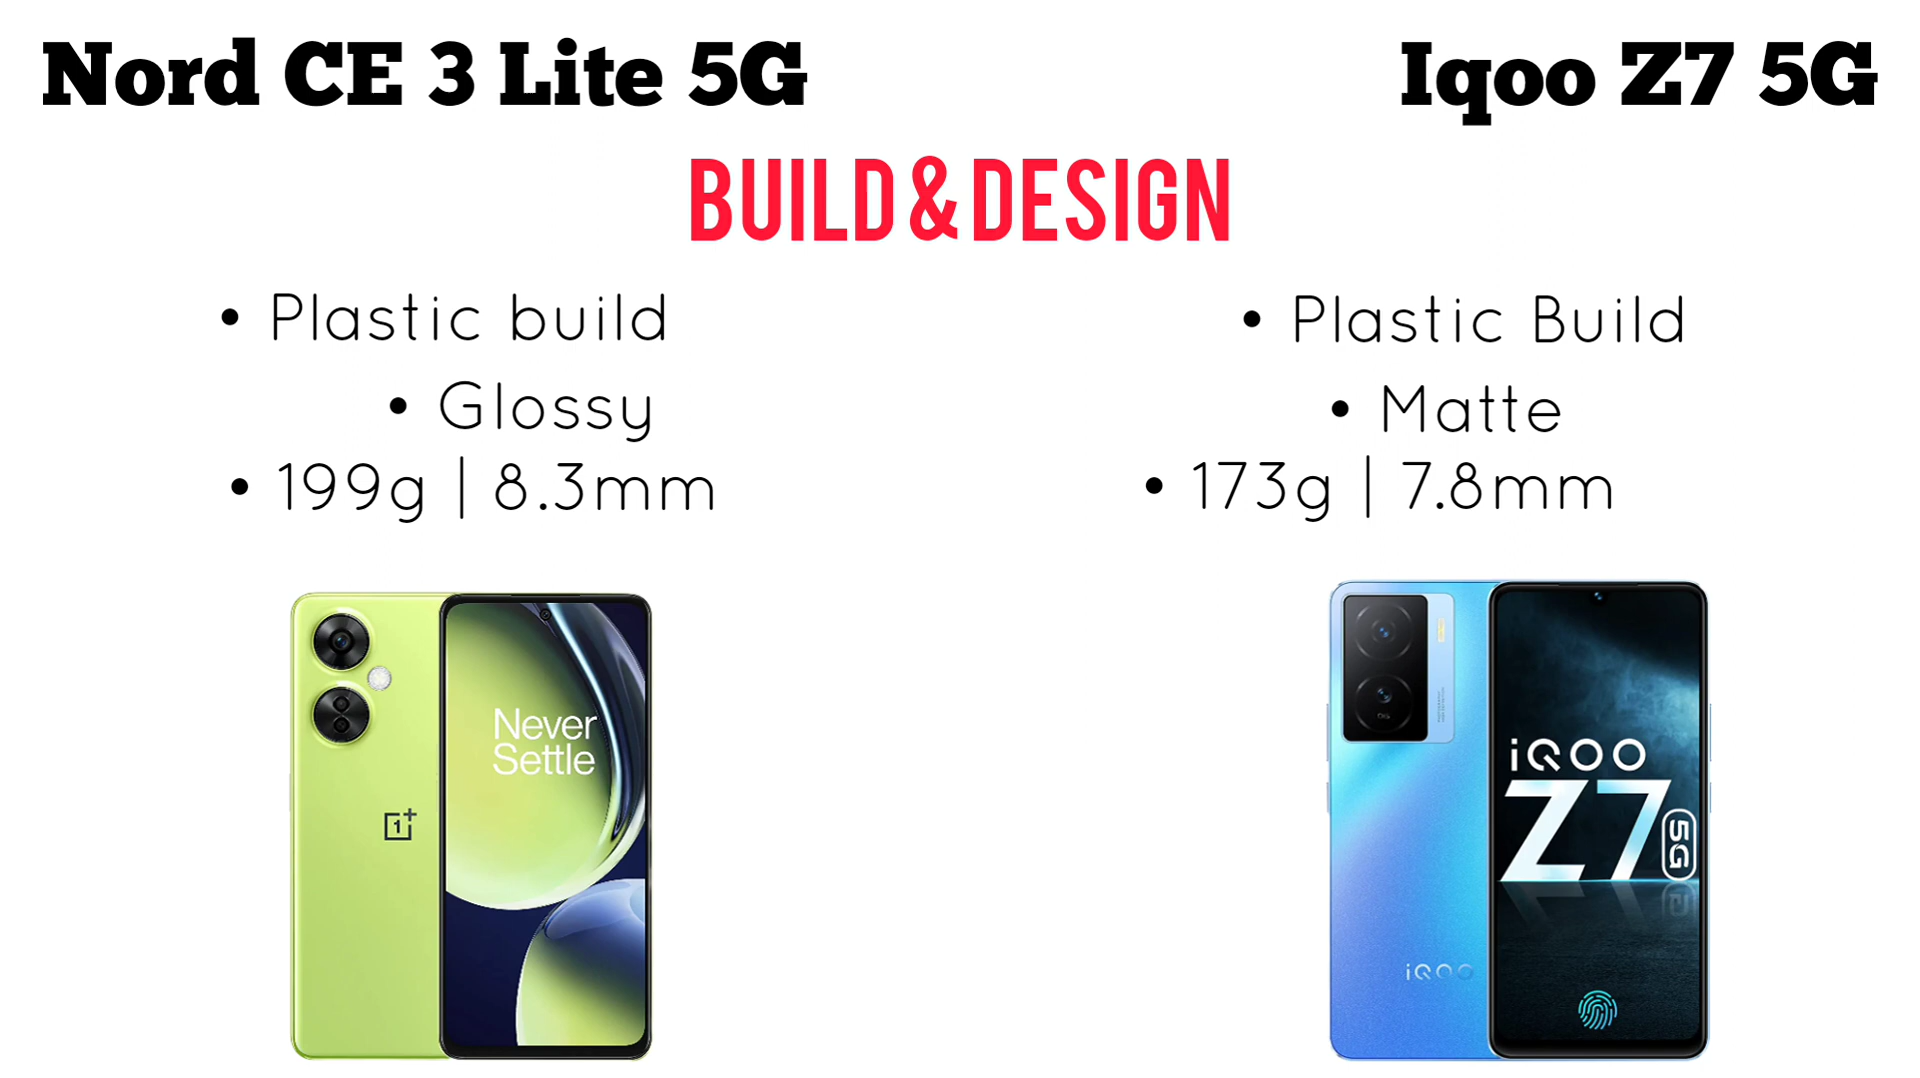 Nord CE 3 Lite 5G
Iqoo Z7 5G
BUILD & DESIGN
• Plastic build
• Glossy
• 199g | 8.3mm
• Plastic Build
• Matte
• 173g | 7.8mm
Never
Settle
1+
iQOO
Z7
5G
iQOO